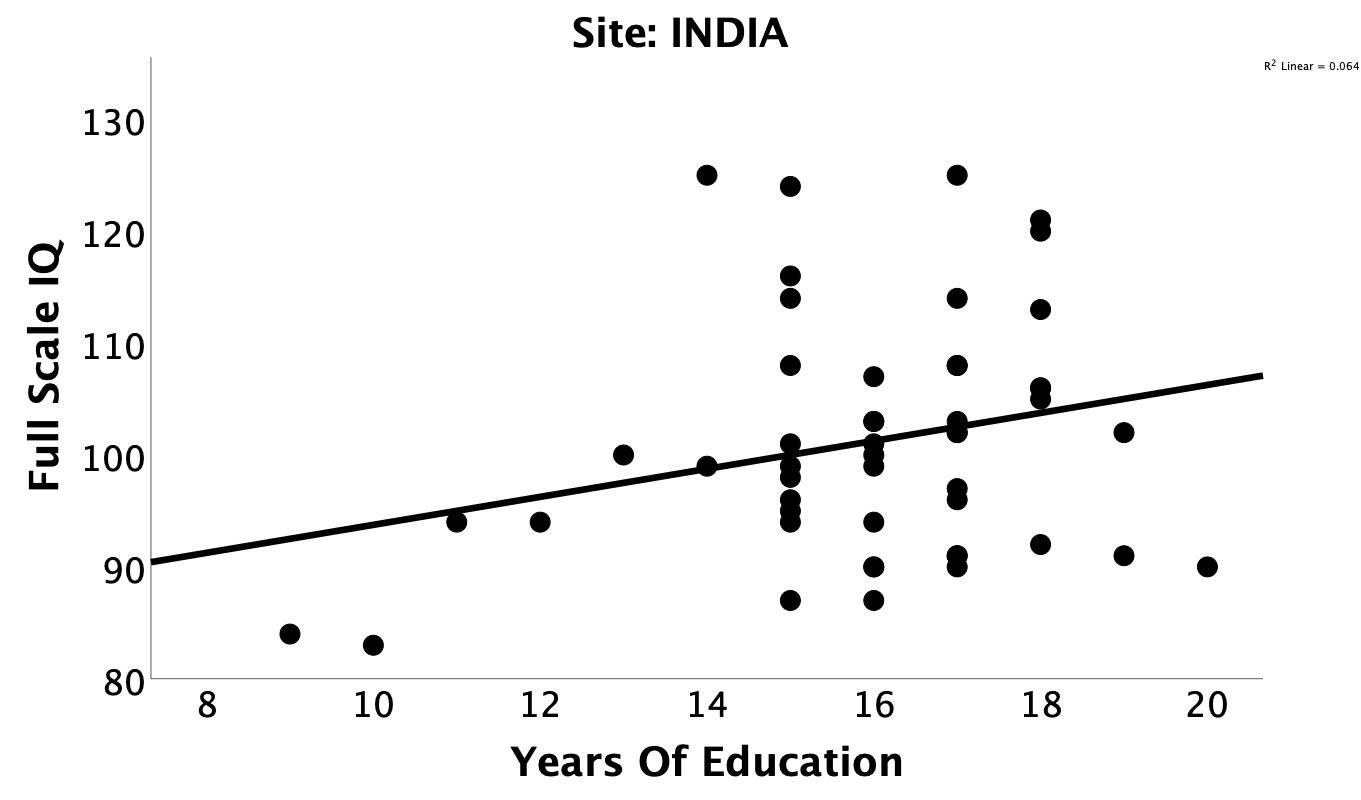 Site: INDIA
R² Linear = 0.064
130
120
110
100
90
80
Full Scale IQ
8 10 12 14 16 18 20
Years Of Education